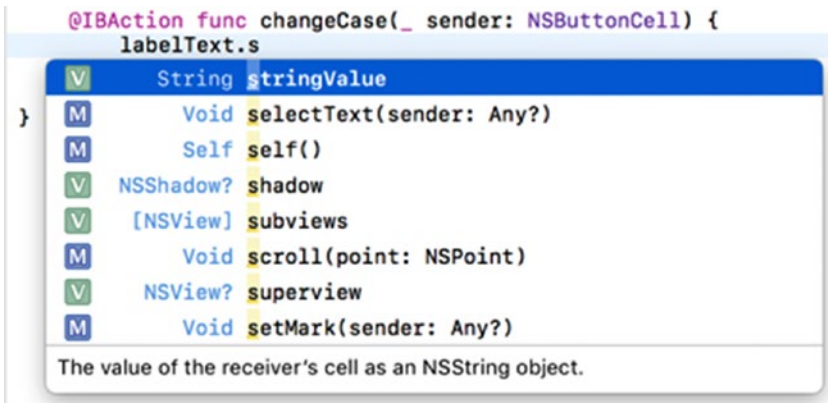 @IBAction func changeCase(_ sender: NSButtonCell) {
labelText.s
V String stringValue
M Void selectText(sender: Any?)
} M Self self()
V NSShadow? shadow
V [NSView] subviews
M Void scroll(point: NSPoint)
V NSView? superview
M Void setMark(sender: Any?)
The value of the receiver's cell as an NSString object.